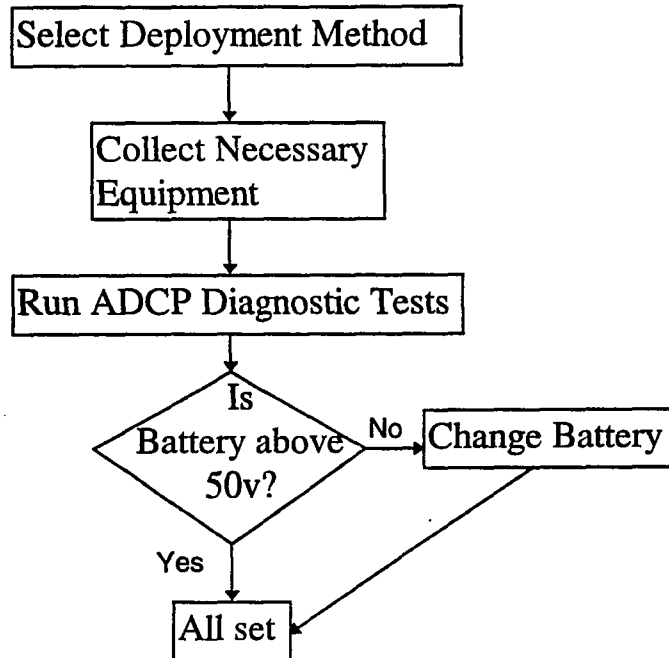 Select Deployment Method
Collect Necessary
Equipment
Run ADCP Diagnostic Tests
Is
Battery above
50v?
No
Change Battery
Yes
All set